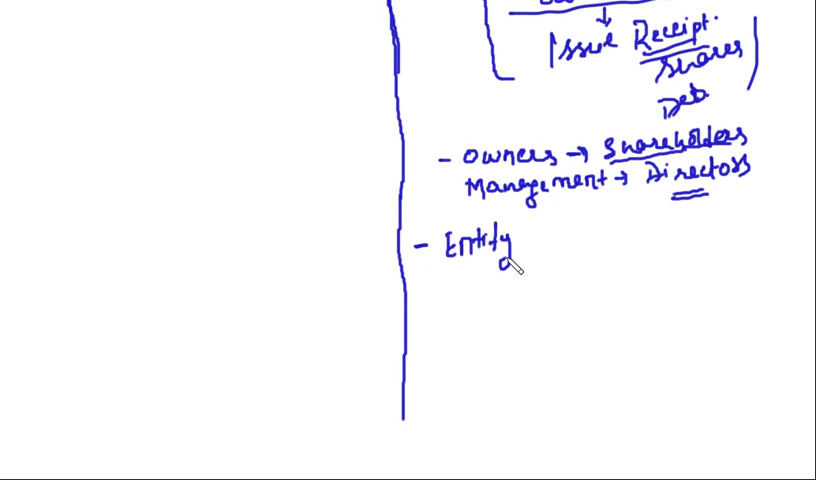 Issue Receipt
Shares
Deb
- Owners → Shareholders
Management → Directors
- Entity